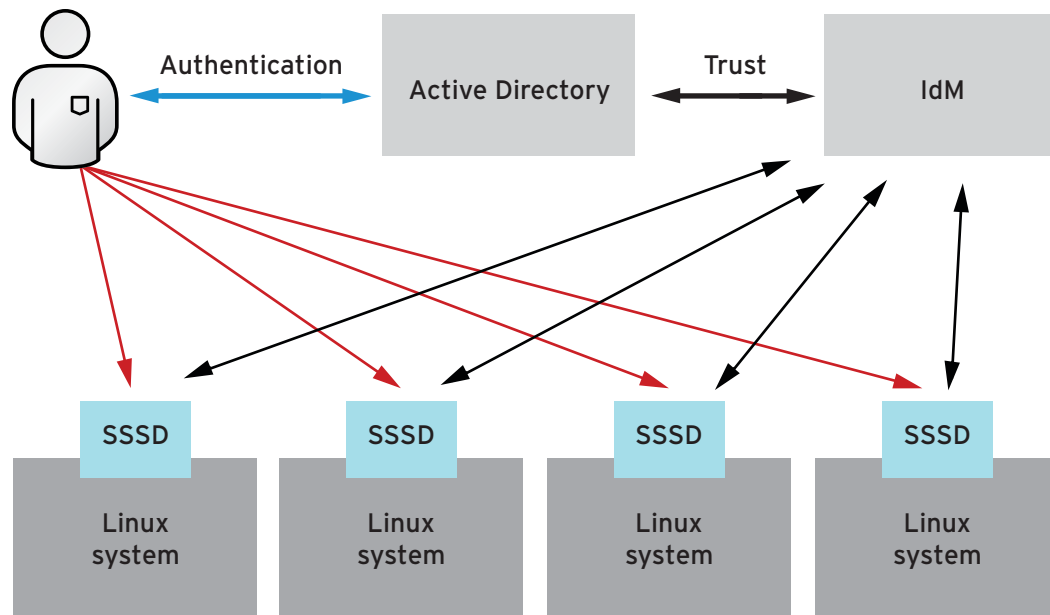 Authentication
Active Directory
Trust
IdM
SSSD
SSSD
SSSD
SSSD
Linux
system
Linux
system
Linux
system
Linux
system